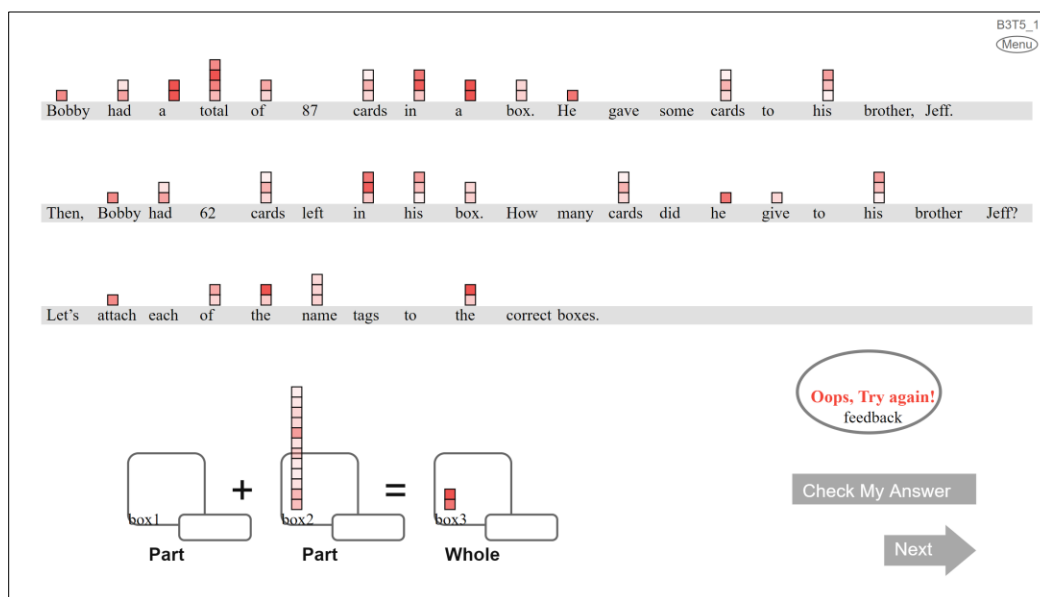 B3T5_1
Menu
Bobby had a total of 87 cards in a box. He gave some cards to his brother, Jeff.
Then, Bobby had 62 cards left in his box. How many cards did he give to his brother Jeff?
Let's attach each of the name tags to the correct boxes.
Oops, Try again!
feedback
+ =
Check My Answer
box1 box2 box3
Part Part Whole
Next